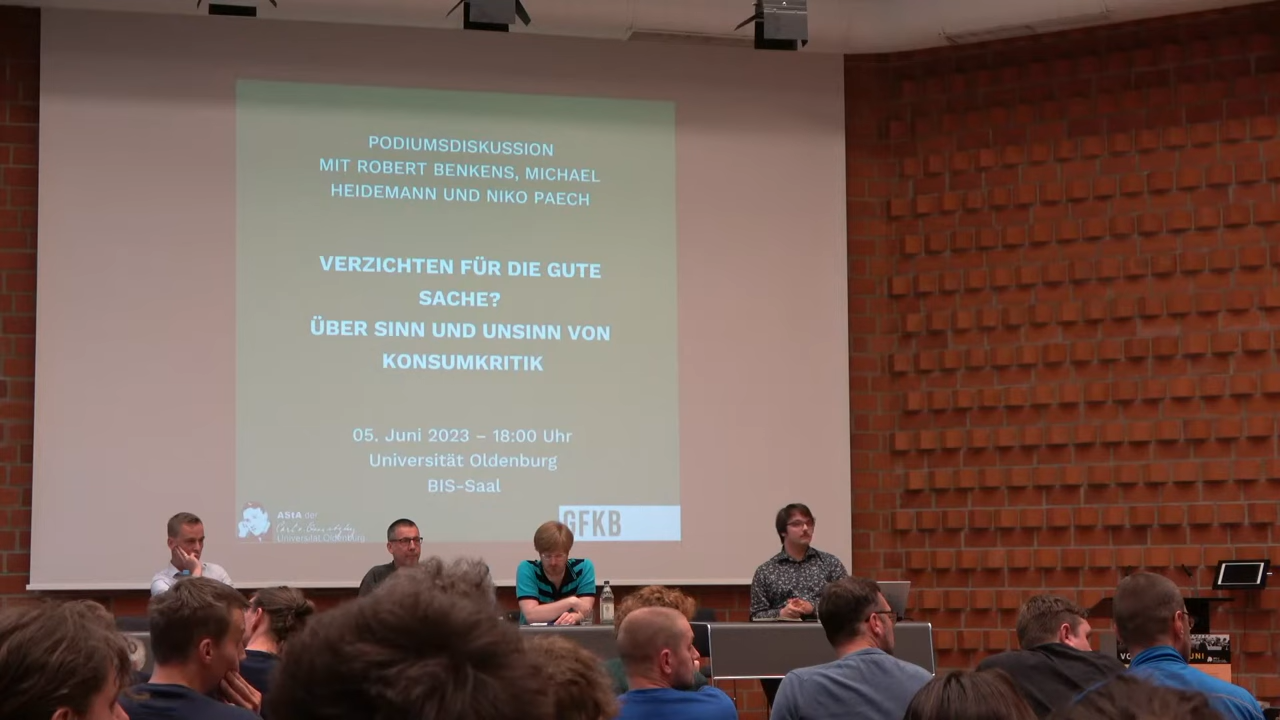 PODIUMSDISKUSSION
MIT ROBERT BENKENS, MICHAEL
HEIDEMANN UND NIKO PAECH
VERZICHTEN FÜR DIE GUTE
SACHE?
ÜBER SINN UND UNSINN VON
KONSUMKRITIK
05. Juni 2023 – 18:00 Uhr
Universität Oldenburg
BIS-Saal
AStA der
Universität Oldenburg
GFKB